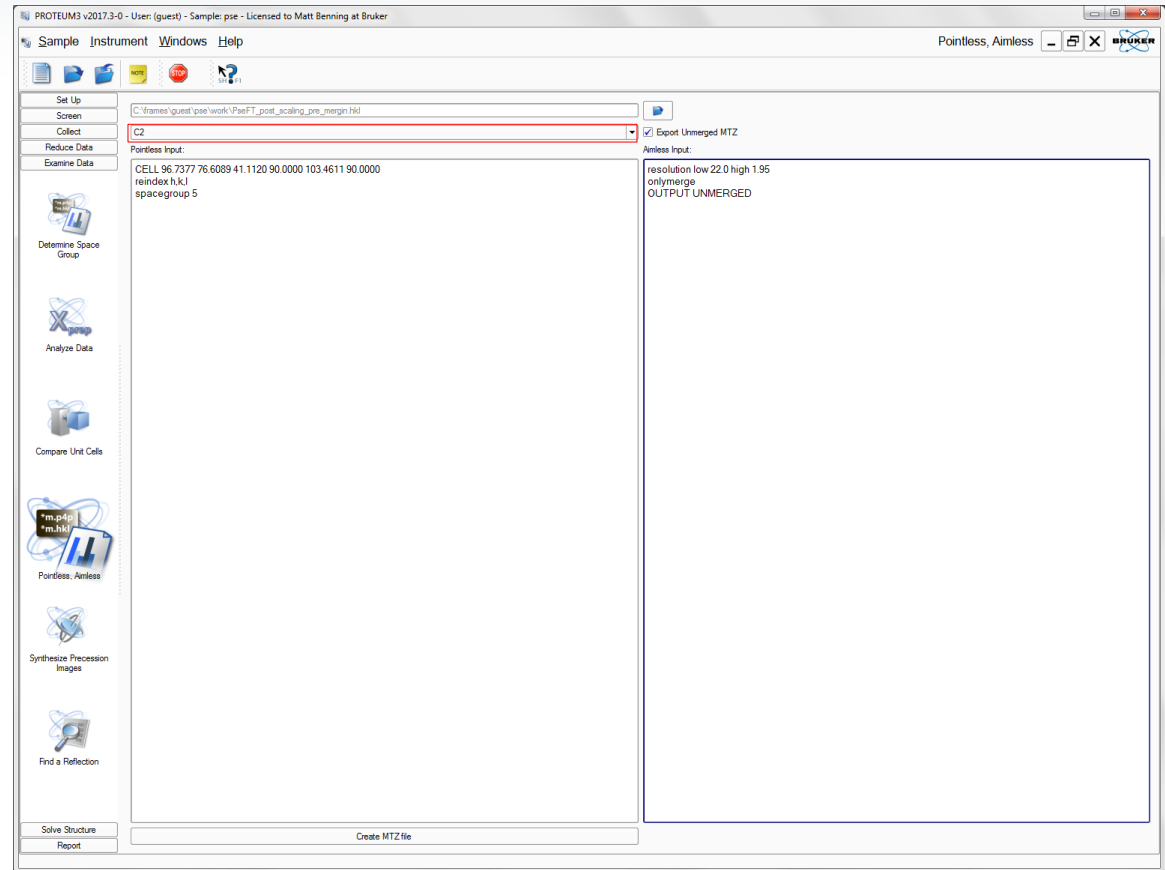 PROTEUM3 v2017.3-0 - User: (guest) - Sample: pse - Licensed to Matt Benning at Bruker
Sample Instrument Windows Help
Pointless, Aimless
BRUKER
NOTE
STOP
SH FI
Set Up
Screen
Collect
Reduce Data
Examine Data
Determine Space
Group
Xprep
Analyze Data
Compare Unit Cells
*m.p4p
*m.hkl
Pointless, Aimless
Synthesize Precession
Images
Find a Reflection
Solve Structure
Report
C:\frames\guest\pse\work\PseFT_post_scaling_pre_mergin.hkl
C2
Export Unmerged MTZ
Pointless Input:
CELL 96.7377 76.6089 41.1120 90.0000 103.4611 90.0000
reindex h,k,l
spacegroup 5
Aimless Input:
resolution low 22.0 high 1.95
onlymerge
OUTPUT UNMERGED
Create MTZ file